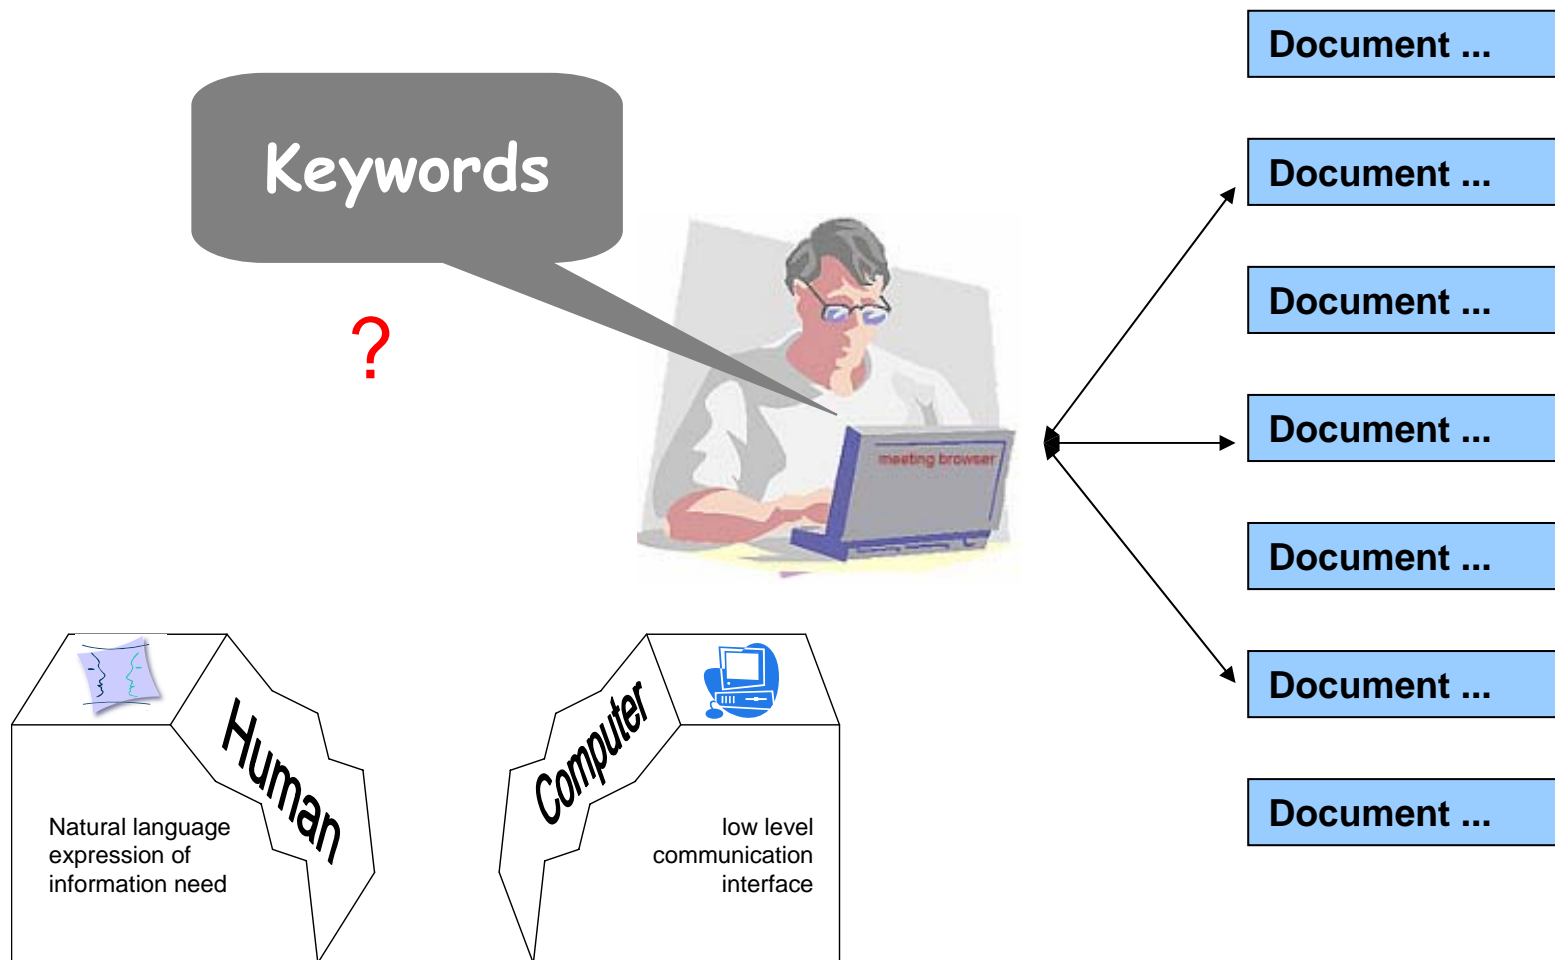 Document ...
Keywords
Document ...
Document ...
?
Document ...
meeting browser
Document ...
Document ...
Human
Computer
Natural language
expression of
information need
low level
communication
interface
Document ...